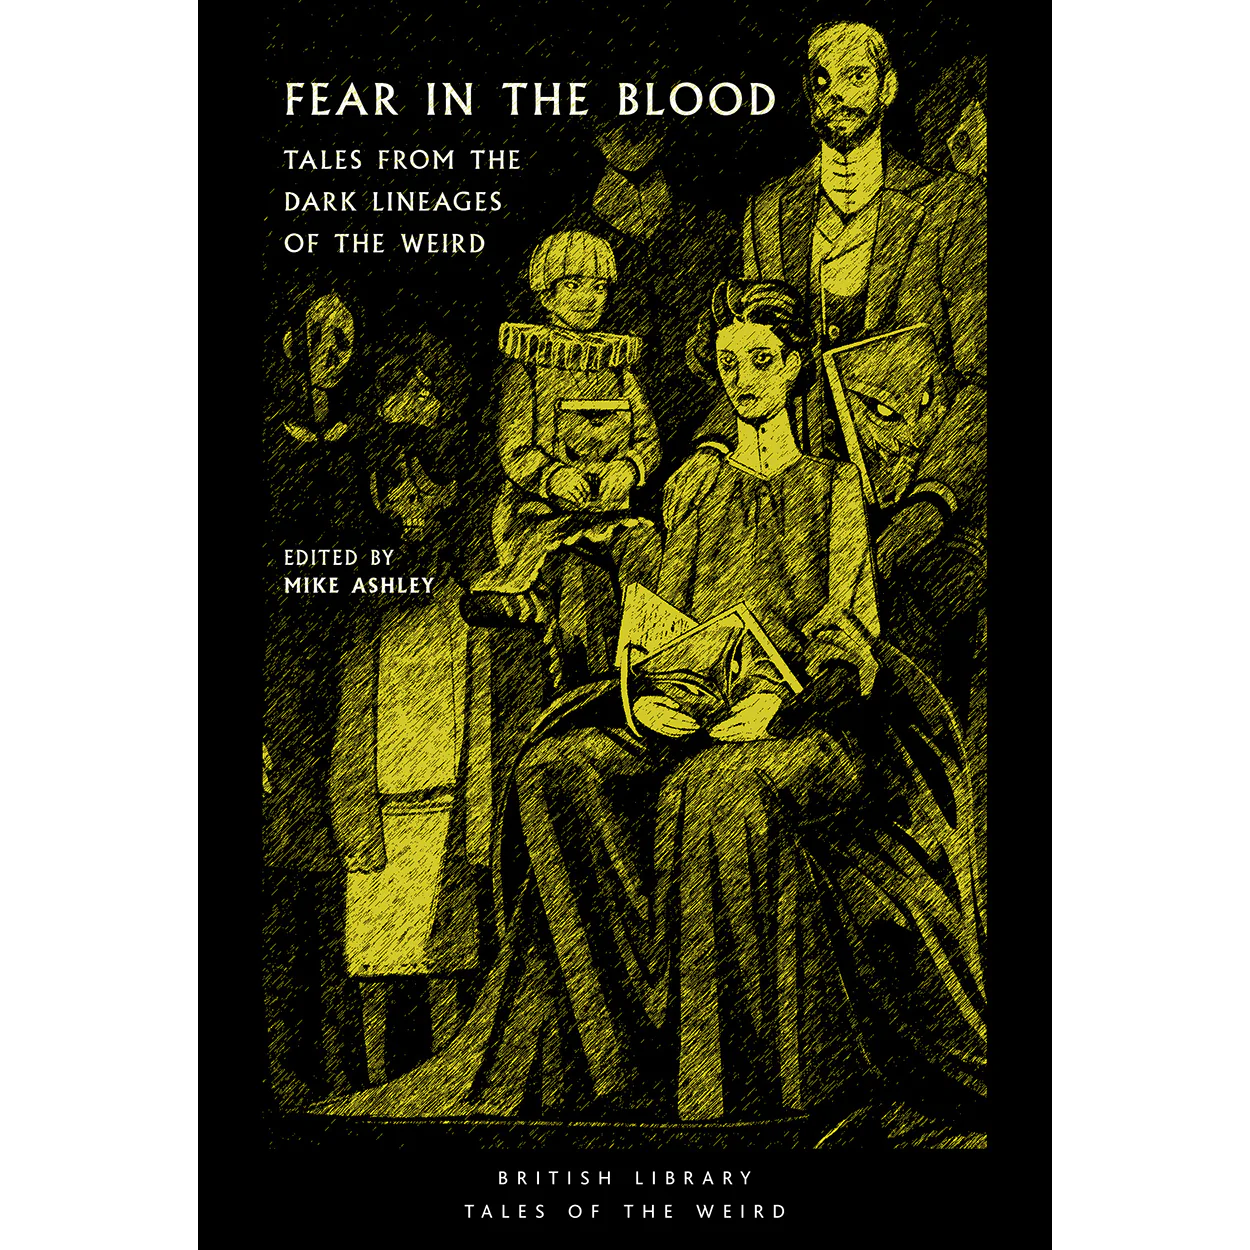 FEAR IN THE BLOOD
TALES FROM THE
DARK LINEAGES
OF THE WEIRD
EDITED BY
MIKE ASHLEY
BRITISH LIBRARY
TALES OF THE WEIRD